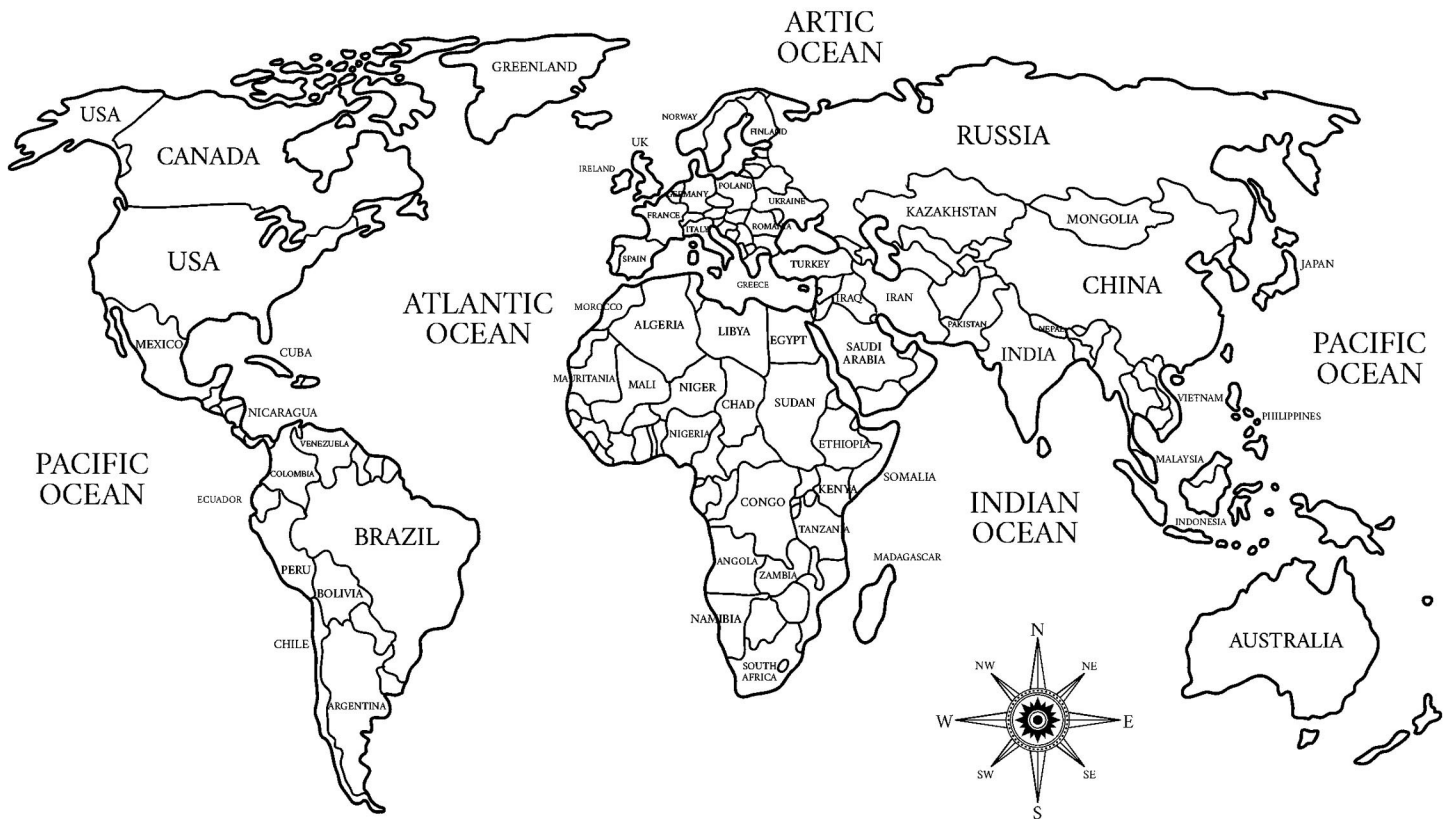 ARTIC
OCEAN
GREENLAND
USA
CANADA
NORWAY
FINLAND
RUSSIA
UK
IRELAND
GERMANY
POLAND
UKRAINE
FRANCE
ROMANIA
ITALY
KAZAKHSTAN
MONGOLIA
USA
SPAIN
TURKEY
GREECE
JAPAN
CHINA
ATLANTIC
OCEAN
MOROCCO
ALGERIA
LIBYA
EGYPT
IRAQ
IRAN
PAKISTAN
NEPAL
INDIA
SAUDI
ARABIA
MEXICO
CUBA
PACIFIC
OCEAN
MAURITANIA
MALI
NIGER
CHAD
SUDAN
VIETNAM
PHILIPPINES
NICARAGUA
VENEZUELA
NIGERIA
ETHIOPIA
PACIFIC
OCEAN
COLOMBIA
ECUADOR
SOMALIA
MALAYSIA
CONGO
KENYA
INDIAN
OCEAN
INDONESIA
BRAZIL
TANZANIA
PERU
ANGOLA
ZAMBIA
MADAGASCAR
BOLIVIA
NAMIBIA
CHILE
SOUTH
AFRICA
AUSTRALIA
ARGENTINA
N
NW
NE
W
E
SW
SE
S